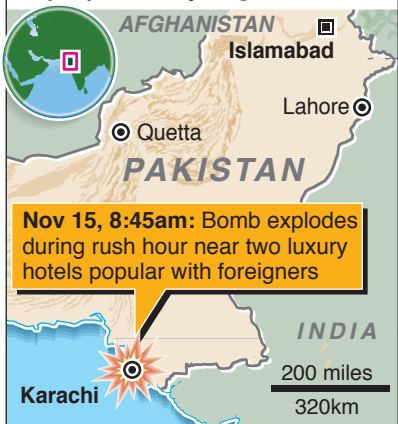 AFGHANISTAN
Islamabad
Lahore
Quetta
PAKISTAN
Nov 15, 8:45am: Bomb explodes
during rush hour near two luxury
hotels popular with foreigners
INDIA
200 miles
Karachi
320km